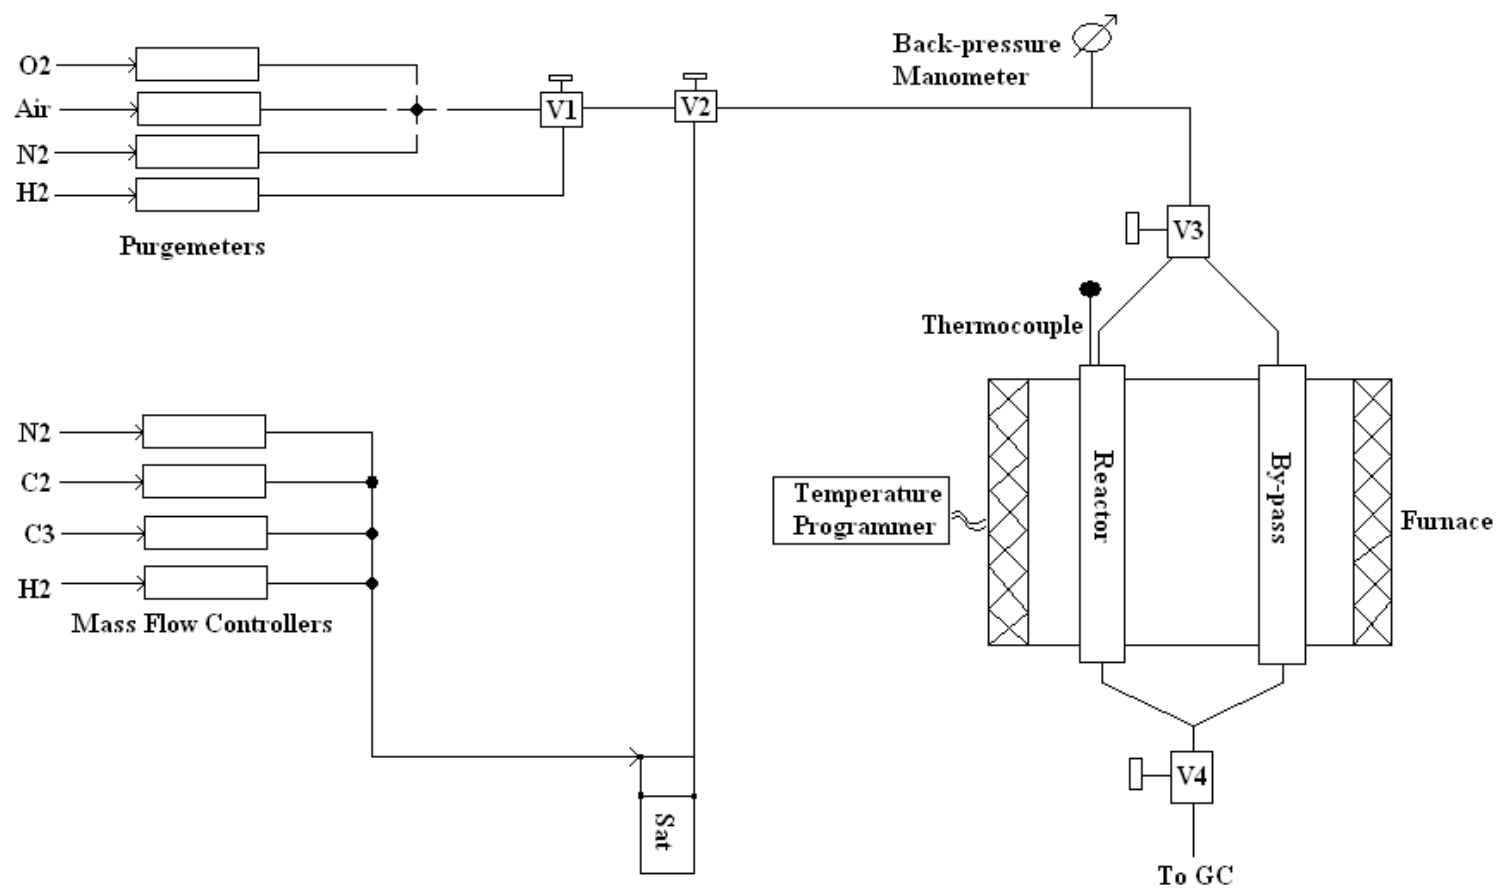 O2
Air
N2
H2
Purgemeters
V1
V2
Back-pressure
Manometer
V3
Thermocouple
N2
C2
C3
H2
Mass Flow Controllers
Temperature
Programmer
Reactor
By-pass
Furnace
Sat
V4
To GC